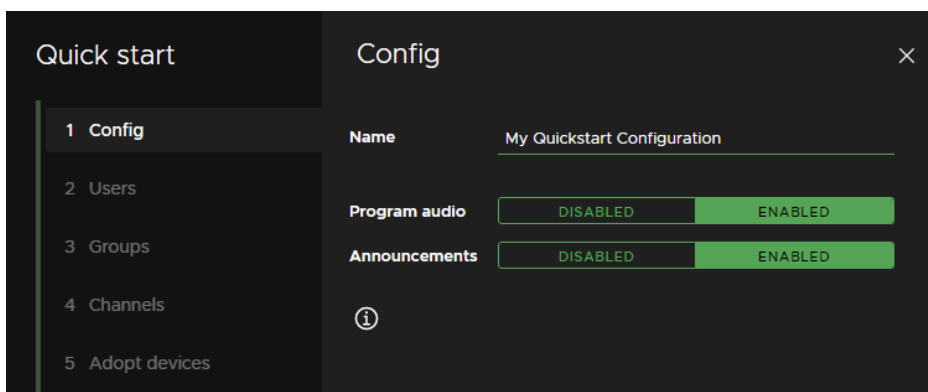 Quick start
1 Config
2 Users
3 Groups
4 Channels
5 Adopt devices
Config
Name
My Quickstart Configuration
Program audio
DISABLED
ENABLED
Announcements
DISABLED
ENABLED